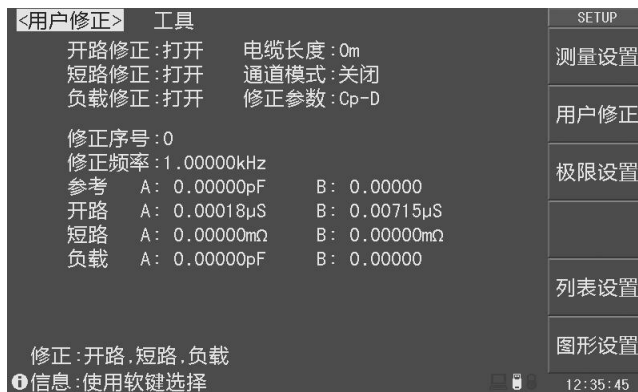 <用户修正> 工具 SETUP
开路修正:打开 电缆长度:0m
测量设置
短路修正:打开 通道模式:关闭
负载修正:打开 修正参数:Cp-D
用户修正
修正序号:0
修正频率:1.00000kHz
极限设置
参考 A: 0.00000pF B: 0.00000
开路 A: 0.00018µS B: 0.00715µS
短路 A: 0.00000mΩ B: 0.00000mΩ
负载 A: 0.00000pF B: 0.00000
列表设置
图形设置
修正:开路,短路,负载
信息:使用软键选择 12:35:45